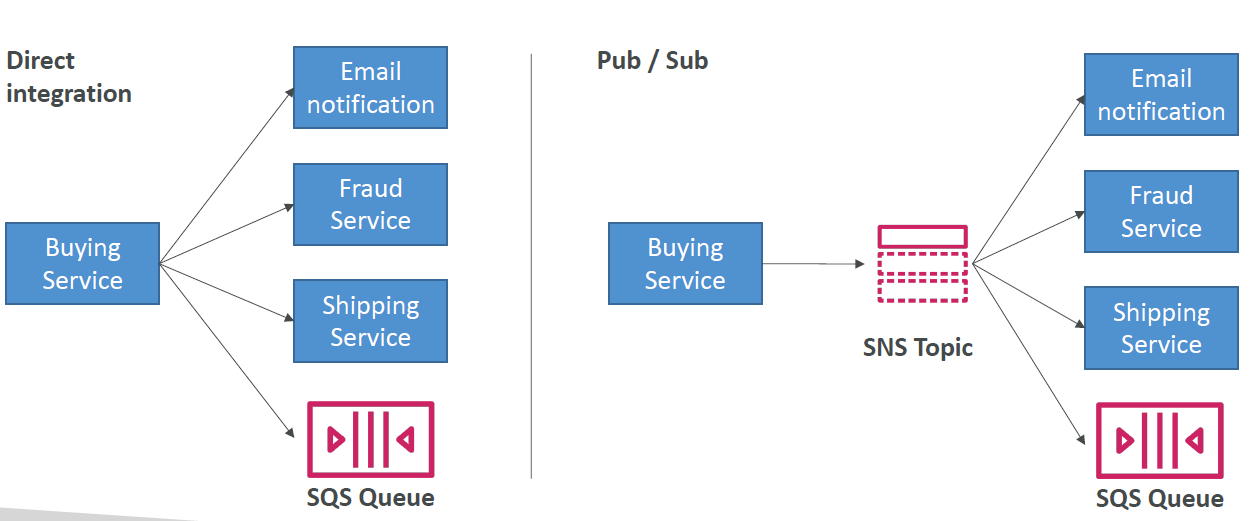 Direct
integration
Email
notification
Fraud
Service
Buying
Service
Shipping
Service
SQS Queue
Pub / Sub
Email
notification
Fraud
Service
Buying
Service
SNS Topic
Shipping
Service
SQS Queue